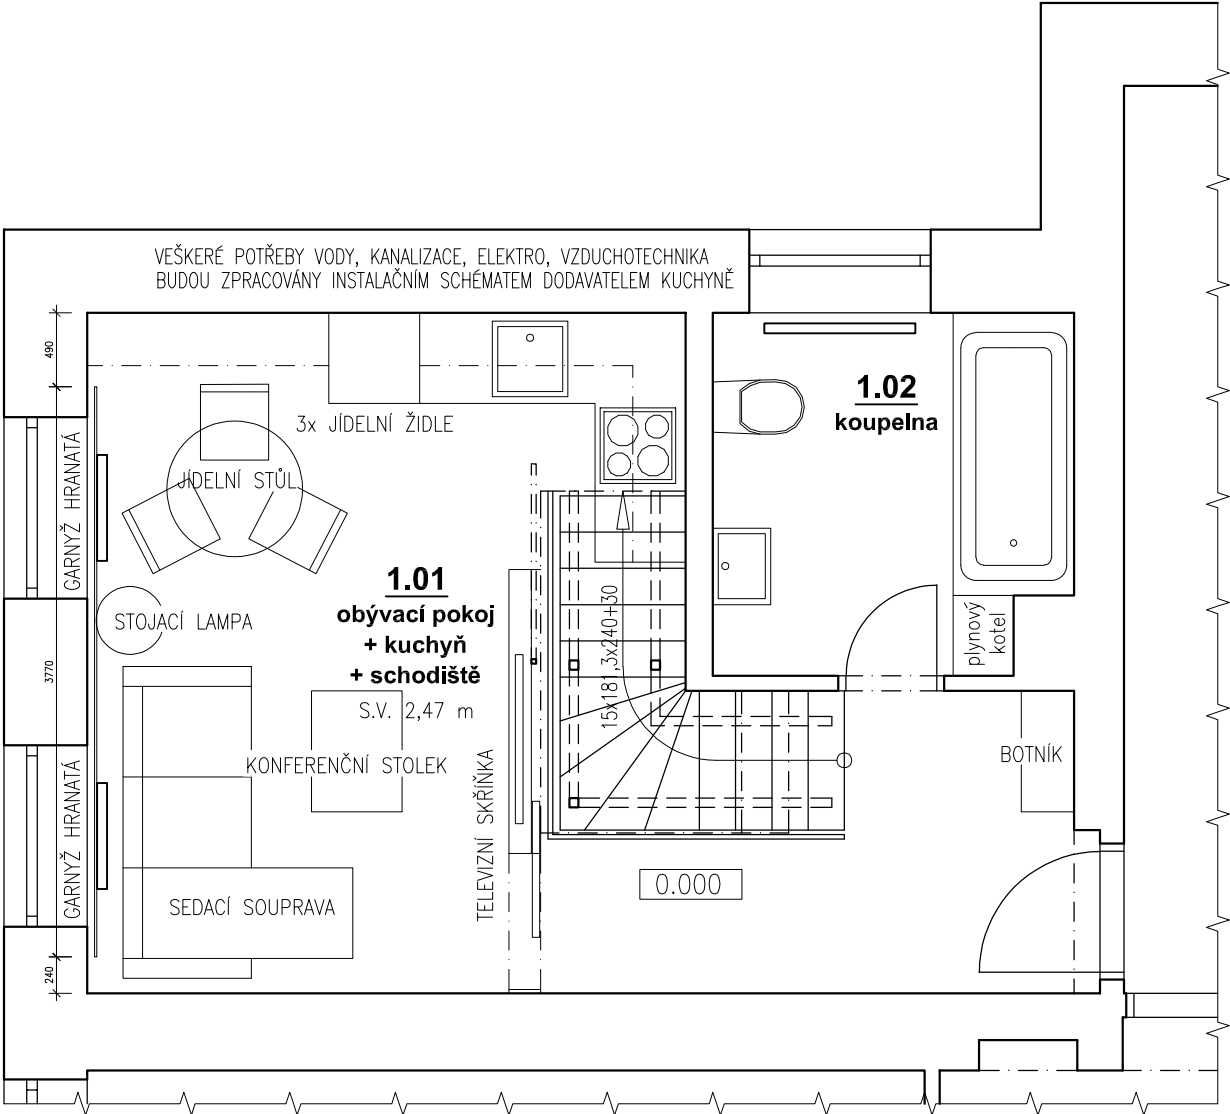 VEŠKERÉ POTŘEBY VODY, KANALIZACE, ELEKTRO, VZDUCHOTECHNIKA
BUDOU ZPRACOVÁNY INSTALAČNÍM SCHÉMATEM DODAVATELEM KUCHYNĚ
490
3770
240
GARNYŽ HRANATÁ
GARNYŽ HRANATÁ
3x JÍDELNÍ ŽIDLE
JÍDELNÍ STŮL
STOJACÍ LAMPA
1.01
obývací pokoj
+ kuchyň
+ schodiště
S.V. 2,47 m
KONFERENČNÍ STOLEK
SEDACÍ SOUPRAVA
TELEVIZNÍ SKŘÍŇKA
15x181,3x240+30
0.000
1.02
koupelna
plynový
kotel
BOTNÍK